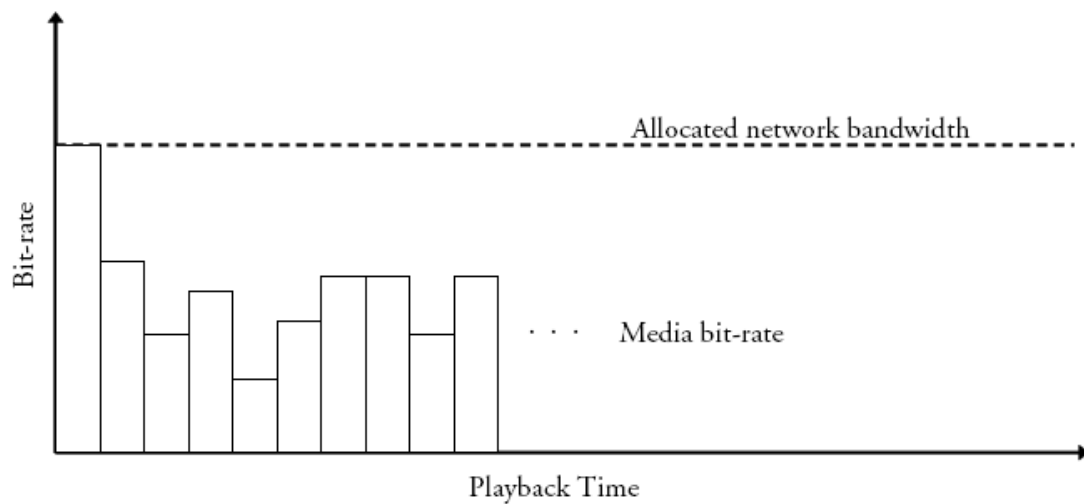 Allocated network bandwidth
Bit-rate
. . . Media bit-rate
Playback Time